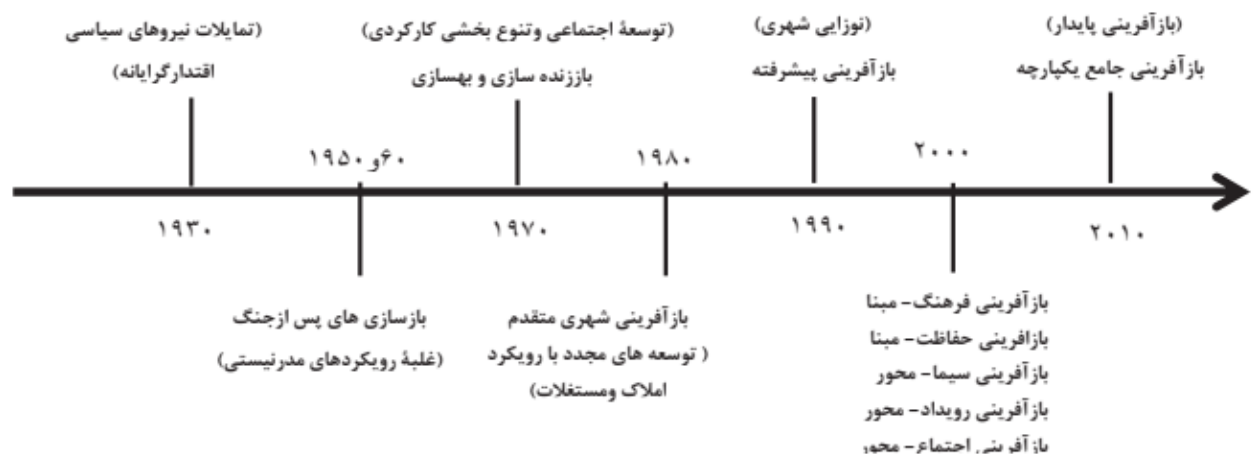 (تمایلات نیروهای سیاسی
اقتدارگرایانه)
۱۹۳۰
۱۹۵۰و۶۰
بازسازی های پس ازجنگ
(غلبهٔ رویکردهای مدرنیستی)
(توسعهٔ اجتماعی وتنوع بخشی کارکردی)
باززنده سازی و بهسازی
۱۹۷۰
۱۹۸۰
بازآفرینی شهری متقدم
( توسعه های مجدد با رویکرد
املاک ومستغلات)
(نوزایی شهری)
بازآفرینی پیشرفته
۱۹۹۰
۲۰۰۰
بازآفرینی فرهنگ- مبنا
بازافرینی حفاظت- مبنا
بازآفرینی سیما- محور
بازآفرینی رویداد- محور
بازآفرینی اجتماع- محور
(بازآفرینی پایدار)
بازآفرینی جامع یکپارچه
۲۰۱۰